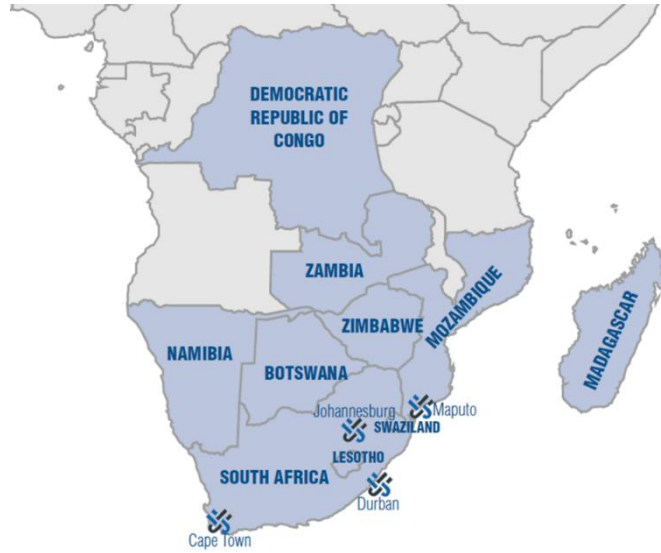 DEMOCRATIC
REPUBLIC OF
CONGO
ZAMBIA
MOZAMBIQUE
MADAGASCAR
ZIMBABWE
NAMIBIA
BOTSWANA
Johannesburg
Maputo
SWAZILAND
LESOTHO
SOUTH AFRICA
Durban
Cape Town